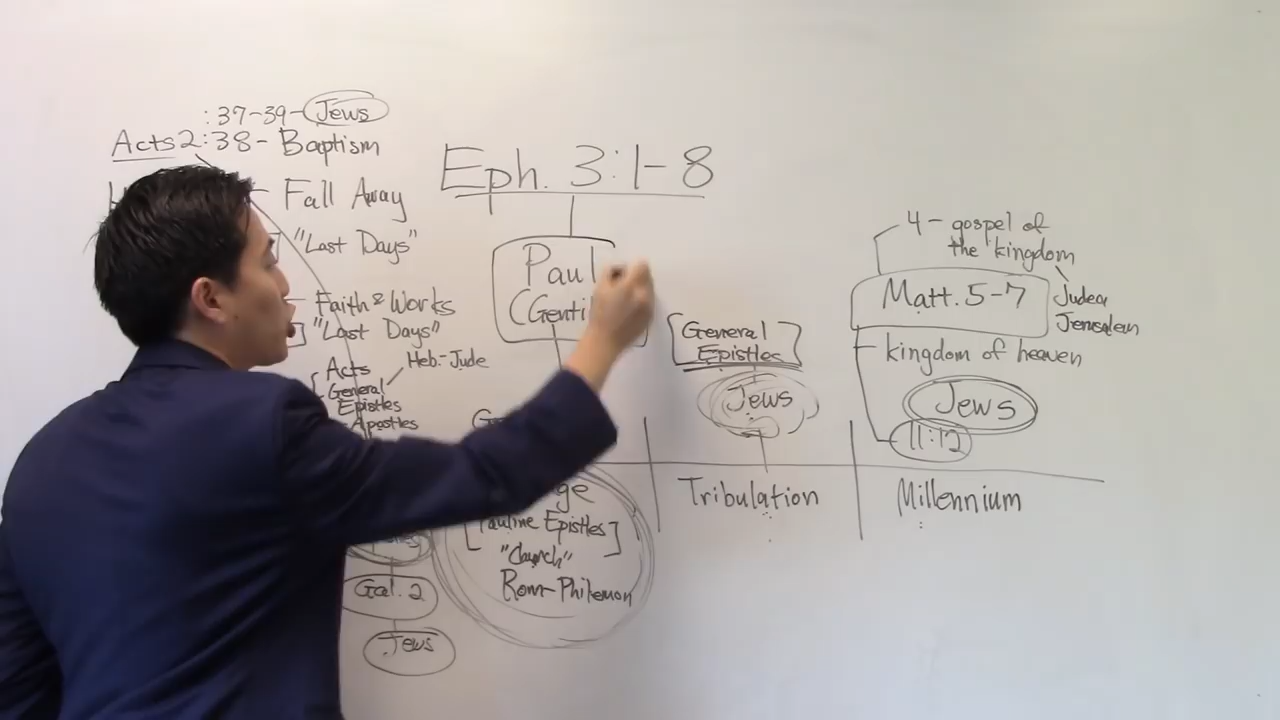 :37-39-Jews
Acts 2:38- Baptism
Fall Away
"Last Days"
Faith & Works
"Last Days"
Acts
Heb-Jude
General
Epistles
-Apostles
Gal. 2
Jews
Eph. 3:1-8
Paul
Pauline Epistles
"Church"
Rom-Philemon
General
Epistles
Jews
Tribulation
4- gospel of
the kingdom
Matt. 5-7
Judea
Jerusalem
kingdom of heaven
Jews
11:12
Millennium